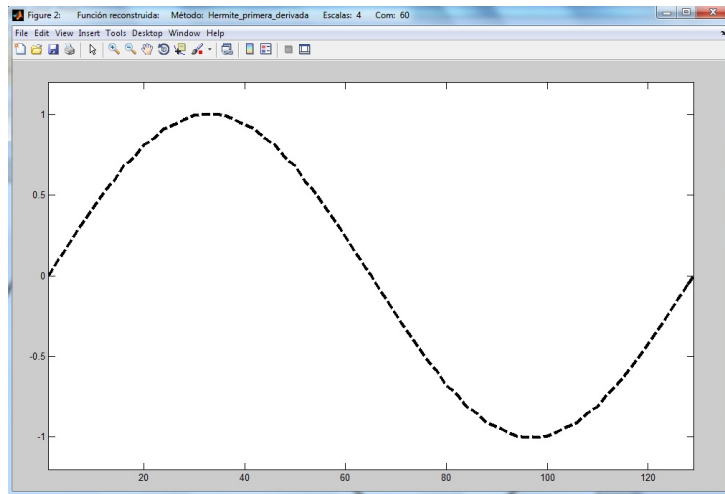 Figure 2: Función reconstruida: Método: Hermite_primera_derivada Escalas: 4 Com: 60
File Edit View Insert Tools Desktop Window Help
1
0.5
0
-0.5
-1
20 40 60 80 100 120